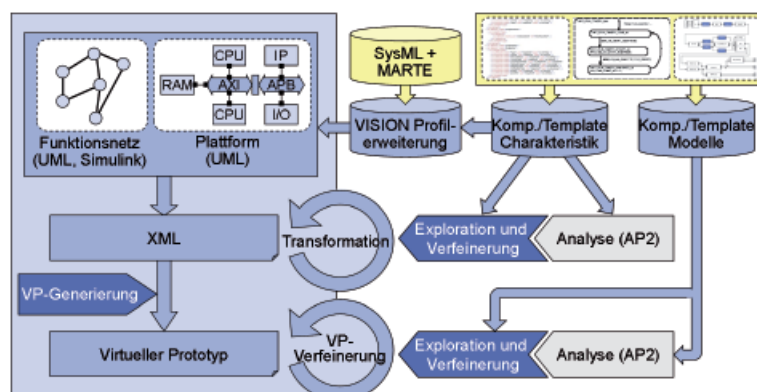 CPU
IP
RAM
AXI
APB
CPU
I/O
Funktionsnetz
(UML, Simulink)
Plattform
(UML)
SysML +
MARTE
VISION Profil-
erweiterung
Komp./Template
Charakteristik
Komp./Template
Modelle
XML
Transformation
Exploration und
Verfeinerung
Analyse (AP2)
VP-Generierung
Virtueller Prototyp
VP-
Verfeinerung
Exploration und
Verfeinerung
Analyse (AP2)